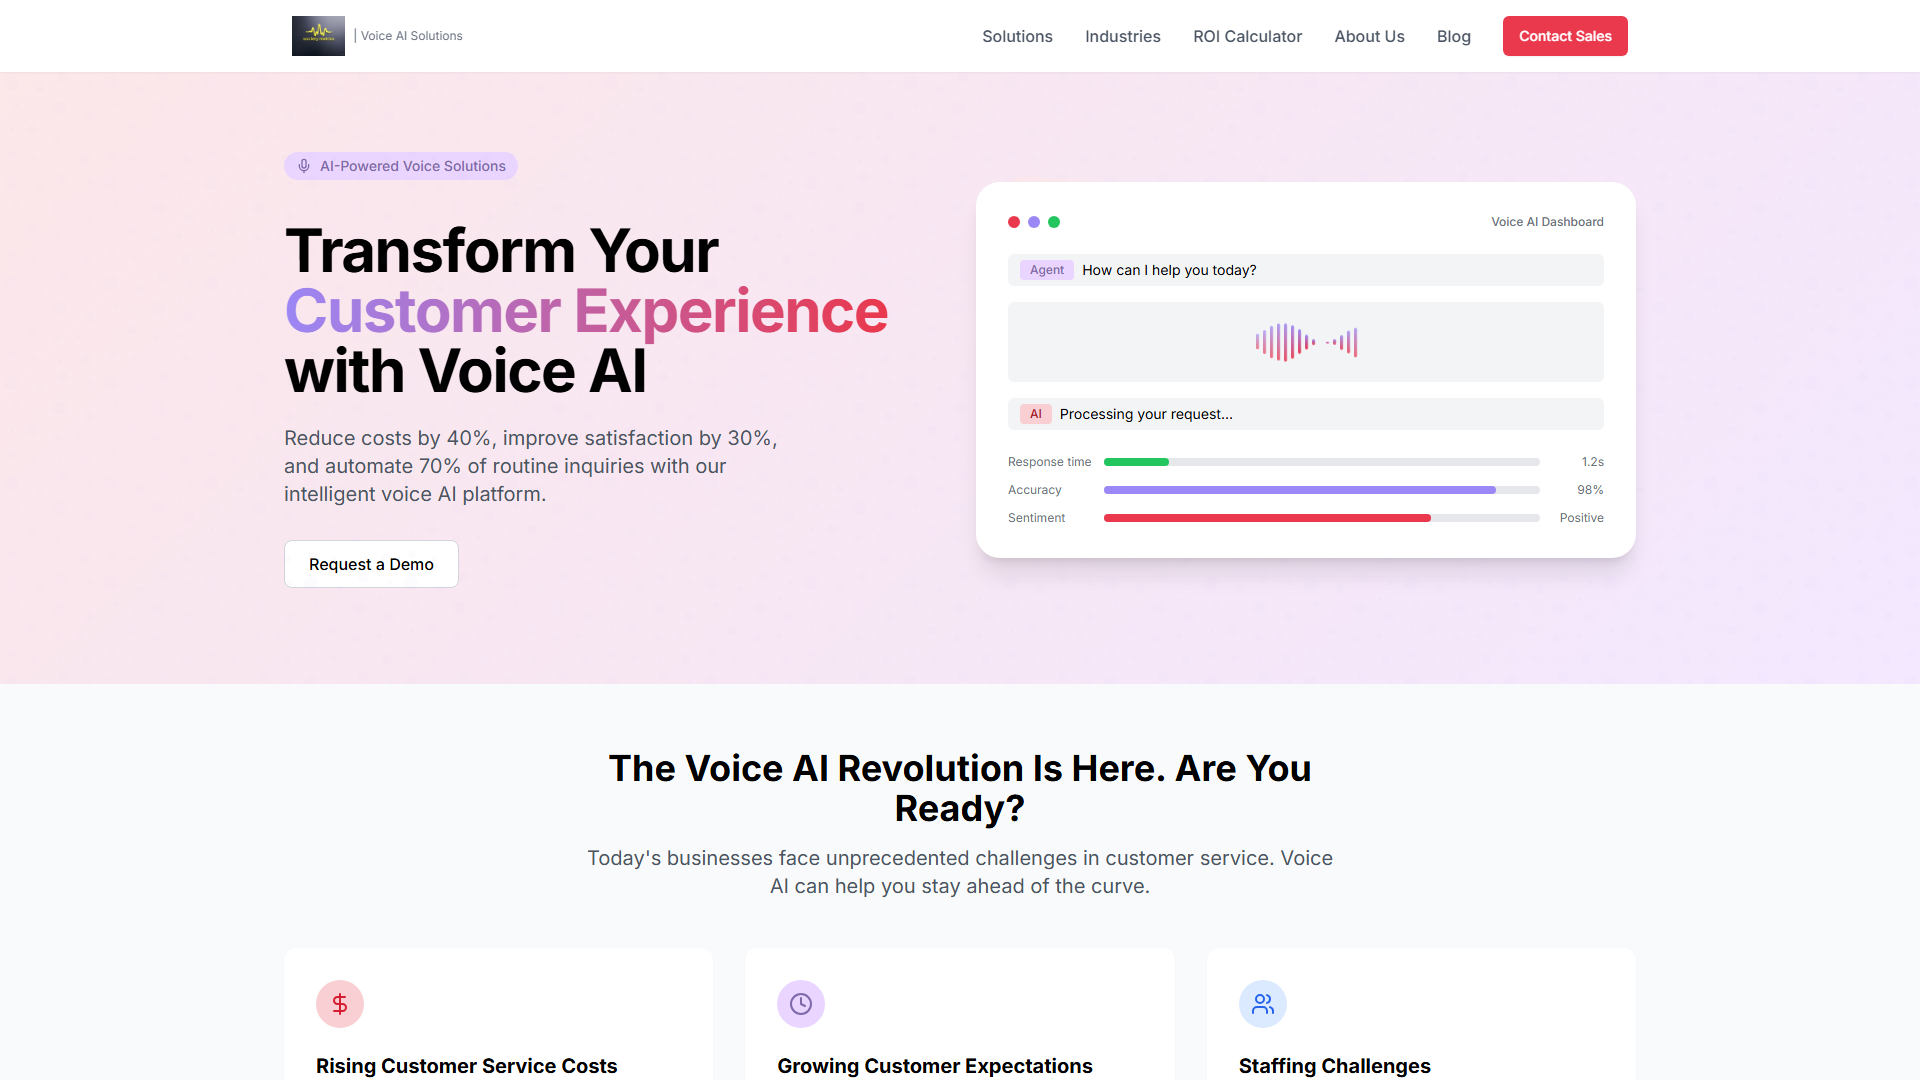 | Voice AI Solutions
Solutions
Industries
ROI Calculator
About Us
Blog
Contact Sales
AI-Powered Voice Solutions
Transform Your
Customer Experience
with Voice AI
Reduce costs by 40%, improve satisfaction by 30%,
and automate 70% of routine inquiries with our
intelligent voice AI platform.
Request a Demo
Voice AI Dashboard
Agent How can I help you today?
AI Processing your request...
Response time 1.2s
Accuracy 98%
Sentiment Positive
The Voice AI Revolution Is Here. Are You
Ready?
Today's businesses face unprecedented challenges in customer service. Voice
AI can help you stay ahead of the curve.
Rising Customer Service Costs
Growing Customer Expectations
Staffing Challenges